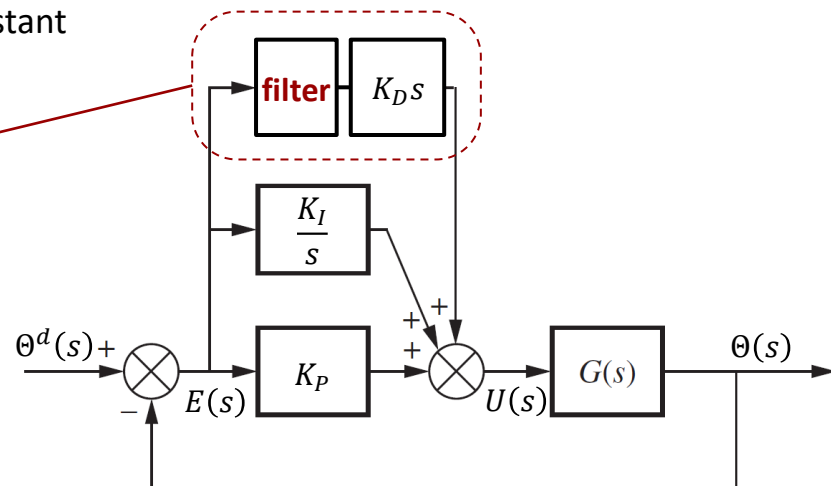 stant
filter
K_D s
K_I
s
+
+
Θ^d(s) +
+
Θ(s)
K_P
G(s)
−
E(s)
U(s)